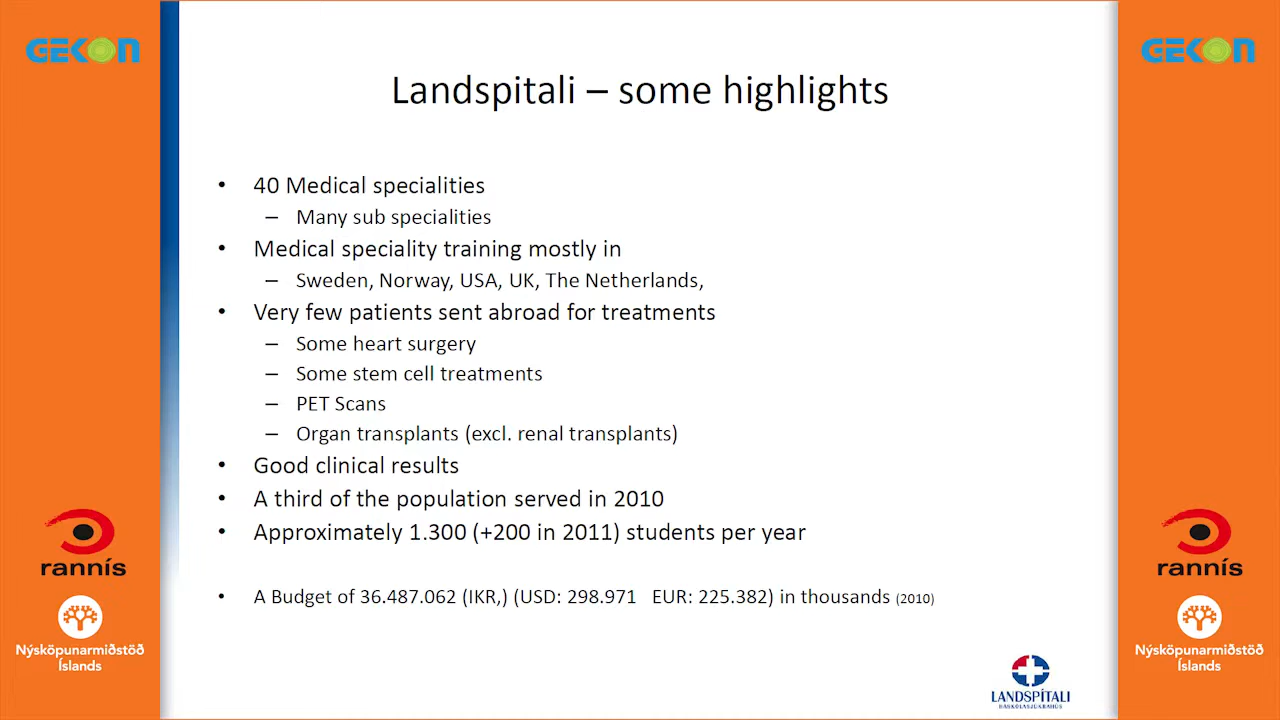 GEKON
GEKON
Landspitali – some highlights
• 40 Medical specialities
– Many sub specialities
• Medical speciality training mostly in
– Sweden, Norway, USA, UK, The Netherlands,
• Very few patients sent abroad for treatments
– Some heart surgery
– Some stem cell treatments
– PET Scans
– Organ transplants (excl. renal transplants)
• Good clinical results
• A third of the population served in 2010
• Approximately 1.300 (+200 in 2011) students per year
• A Budget of 36.487.062 (IKR,) (USD: 298.971 EUR: 225.382) in thousands (2010)
rannís
Nýsköpunarmiðstöð
Íslands
rannís
Nýsköpunarmiðstöð
Íslands
LANDSPÍTALI
HÁSKÓLASJÚKRAHÚS